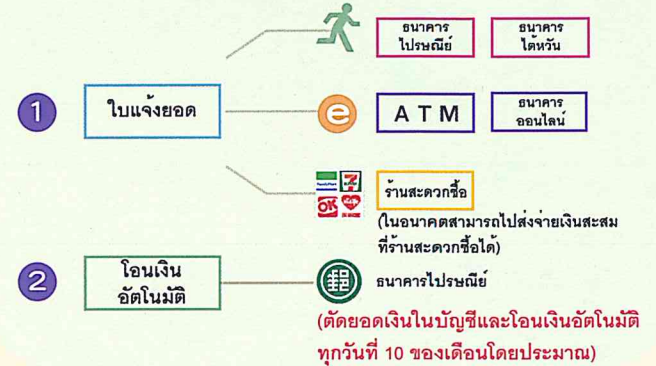 ธนาคาร
ไปรษณีย์
ธนาคาร
ไต้หวัน
1
ใบแจ้งยอด
e
ATM
ธนาคาร
ออนไลน์
FamilyMart
7
OK
ร้านสะดวกซื้อ
(ในอนาคตสามารถไปส่งจ่ายเงินสะสม
ที่ร้านสะดวกซื้อได้)
2
โอนเงิน
อัตโนมัติ
郵
ธนาคารไปรษณีย์
(ตัดยอดเงินในบัญชีและโอนเงินอัตโนมัติ
ทุกวันที่ 10 ของเดือนโดยประมาณ)